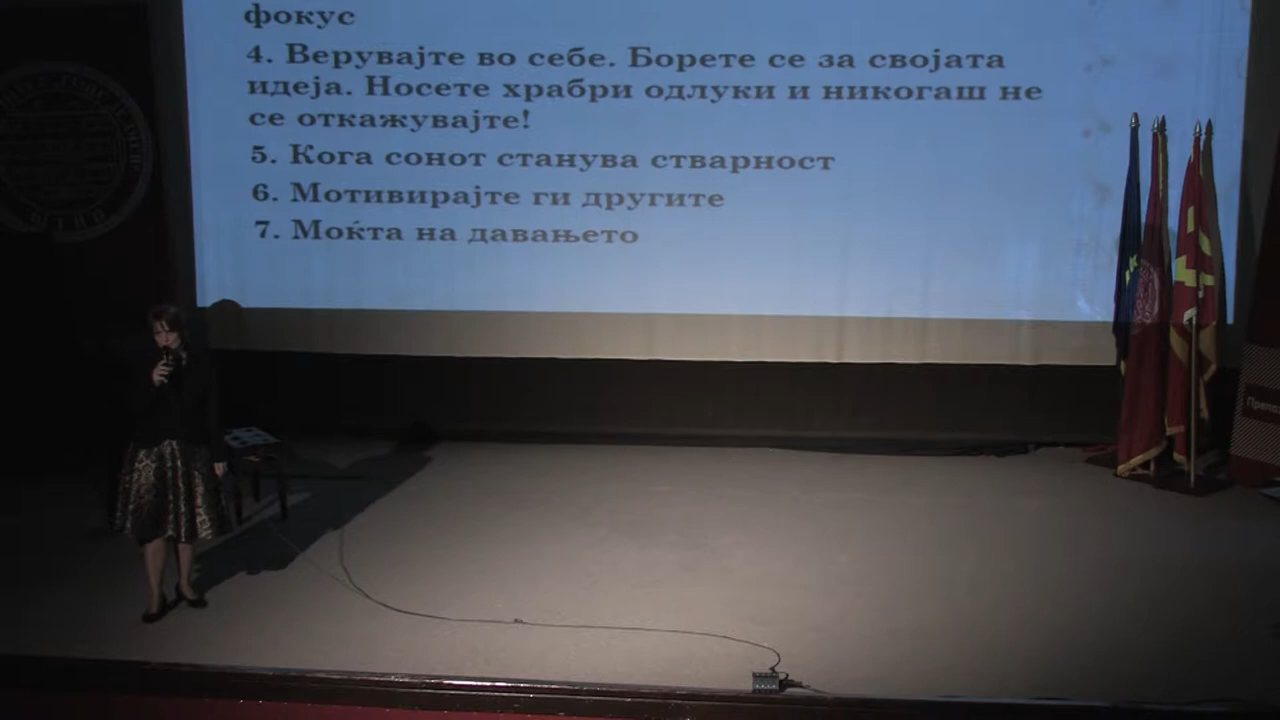 фокус
4. Верувајте во себе. Борете се за својата
идеја. Носете храбри одлуки и никогаш не
се откажувајте!
5. Кога сонот станува стварност
6. Мотивирајте ги другите
7. Моќта на давањето